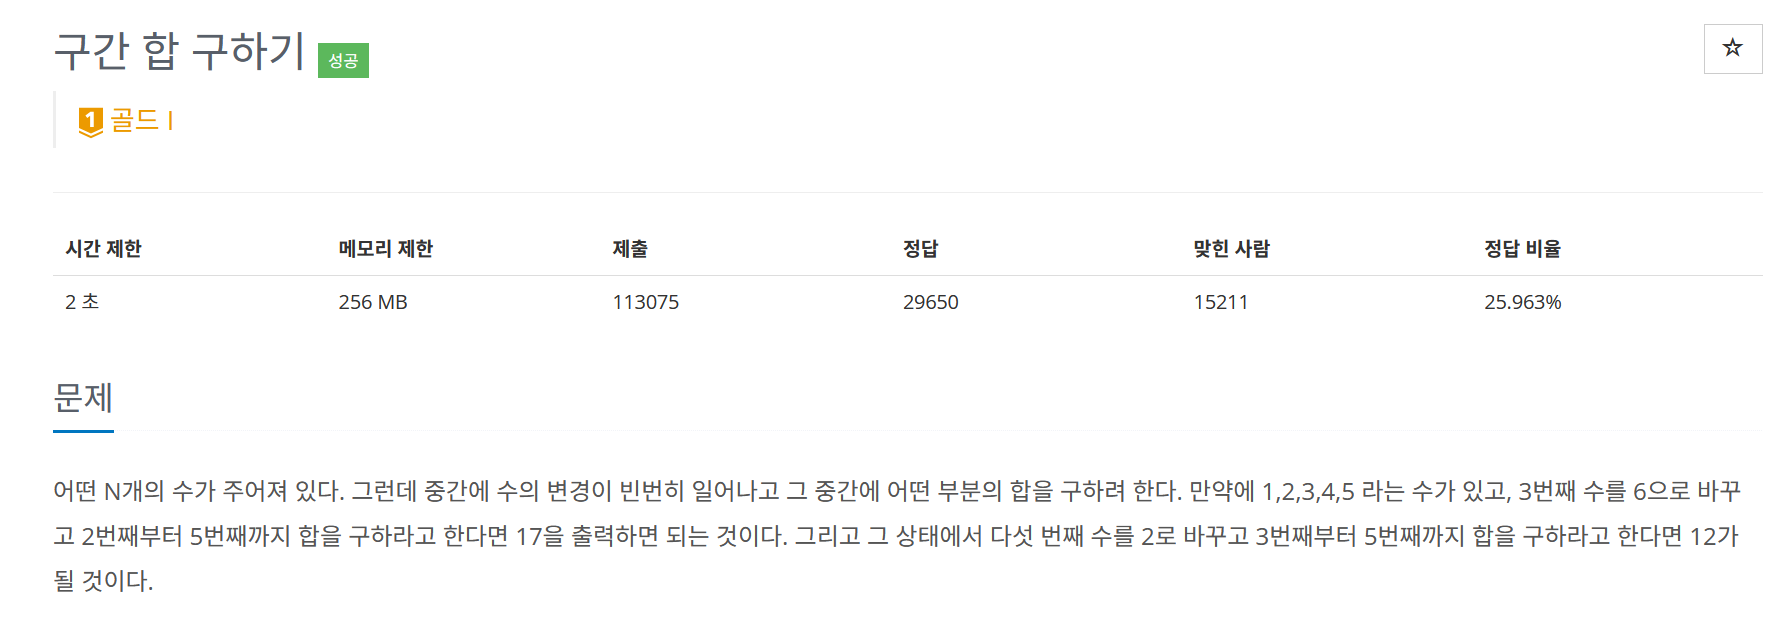 구간 합 구하기 성공
1 골드 I
시간 제한 메모리 제한 제출 정답 맞힌 사람 정답 비율
2 초 256 MB 113075 29650 15211 25.963%
문제
어떤 N개의 수가 주어져 있다. 그런데 중간에 수의 변경이 빈번히 일어나고 그 중간에 어떤 부분의 합을 구하려 한다. 만약에 1,2,3,4,5 라는 수가 있고, 3번째 수를 6으로 바꾸
고 2번째부터 5번째까지 합을 구하라고 한다면 17을 출력하면 되는 것이다. 그리고 그 상태에서 다섯 번째 수를 2로 바꾸고 3번째부터 5번째까지 합을 구하라고 한다면 12가
될 것이다.